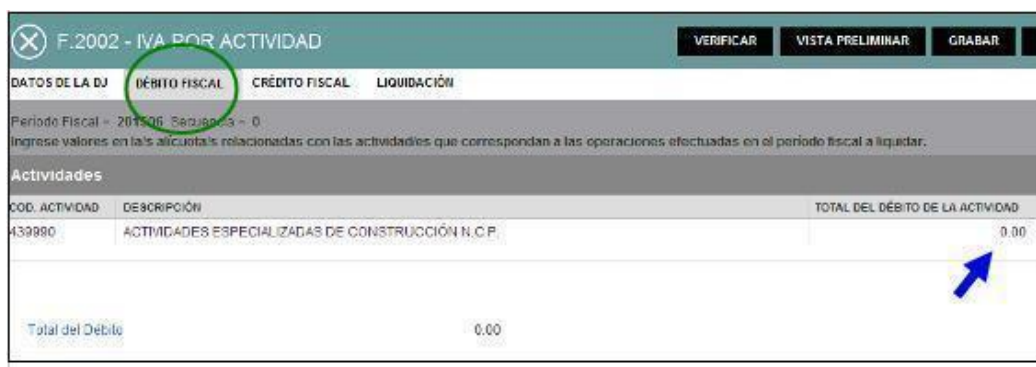 F.2002 - IVA POR ACTIVIDAD VERIFICAR VISTA PRELIMINAR GRABAR
DATOS DE LA DJ DÉBITO FISCAL CRÉDITO FISCAL LIQUIDACIÓN
Periodo Fiscal = 201506 Secuencia = 0
Ingrese valores en la/s alícuota/s relacionadas con las actividad/es que correspondan a las operaciones efectuadas en el período fiscal a liquidar.
Actividades
COD. ACTIVIDAD DESCRIPCIÓN TOTAL DEL DÉBITO DE LA ACTIVIDAD
439990 ACTIVIDADES ESPECIALIZADAS DE CONSTRUCCIÓN N.C.P. 0.00
Total del Débito 0.00